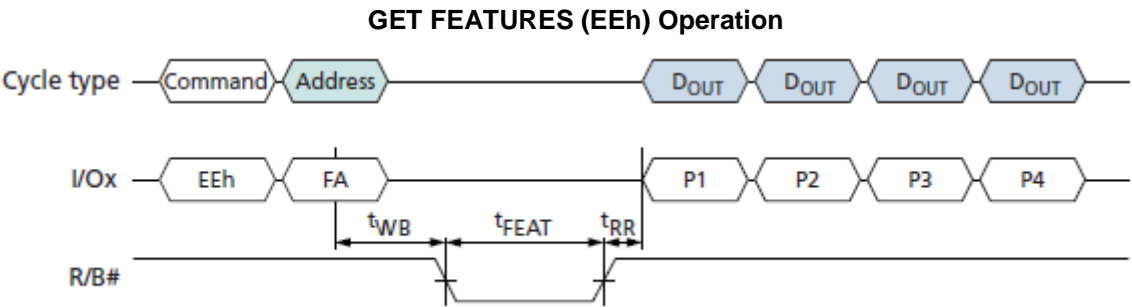 GET FEATURES (EEh) Operation
Cycle type Command Address DOUT DOUT DOUT DOUT
I/Ox EEh FA P1 P2 P3 P4
tWB tFEAT tRR
R/B#